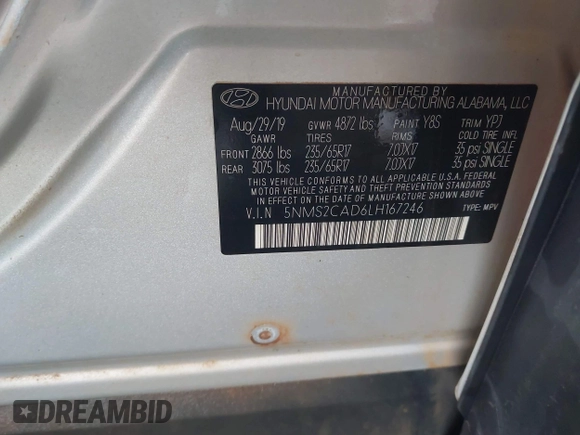 MANUFACTURED BY
HYUNDAI MOTOR MANUFACTURING ALABAMA, LLC
Aug/29/19 GVWR 4872 lbs PAINT Y8S TRIM YPJ
GAWR TIRES RIMS COLD TIRE INFL
FRONT 2866 lbs 235/65R17 7.0JX17 35 psi SINGLE
REAR 3075 lbs 235/65R17 7.0JX17 35 psi SINGLE
THIS VEHICLE CONFORMS TO ALL APPLICABLE U.S.A FEDERAL
MOTOR VEHICLE SAFETY AND THEFT PREVENTION STANDARDS IN
EFFECT ON THE DATE OF MANUFACTURE SHOWN ABOVE
V.I.N 5NMS2CAD6LH167246 TYPE: MPV
DREAMBID